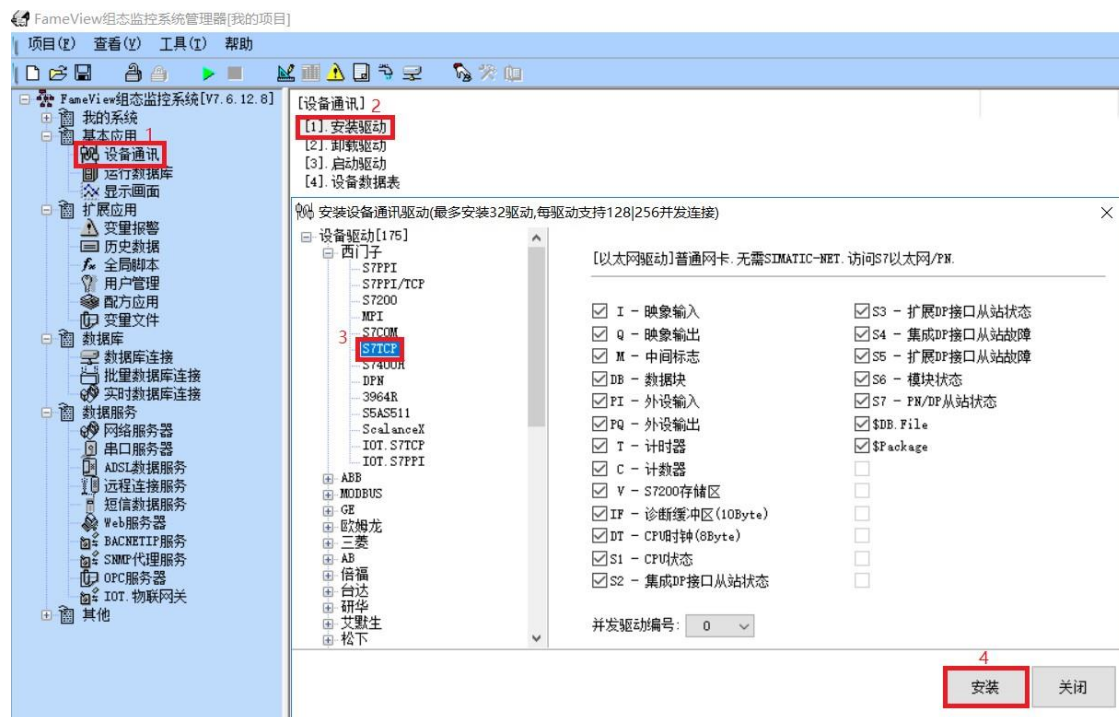 FameView组态监控系统管理器[我的项目]
项目(F) 查看(V) 工具(T) 帮助
FameView组态监控系统[V7.6.12.8]
我的系统
基本应用
1
设备通讯
运行数据库
显示画面
扩展应用
变量报警
历史数据
全局脚本
用户管理
配方应用
变量文件
数据库
数据库连接
批量数据库连接
实时数据库连接
数据服务
网络服务器
串口服务器
ADSL数据服务
远程连接服务
短信数据服务
Web服务器
BACNETIP服务
SNMP代理服务
OPC服务器
IOT.物联网关
其他
[设备通讯] 2
[1].安装驱动
[2].卸载驱动
[3].启动驱动
[4].设备数据表
安装设备通讯驱动(最多安装32驱动,每驱动支持128|256并发连接)
设备驱动[175]
西门子
S7PPI
S7PPI/TCP
S7200
MPI
S7COM
3
S7TCP
S7400H
DPN
3964R
S5AS511
ScalanceX
IOT.S7TCP
IOT.S7PPI
ABB
MODBUS
GE
欧姆龙
三菱
AB
倍福
台达
研华
艾默生
松下
[以太网驱动]普通网卡.无需SIMATIC-NET.访问S7以太网/PN.
I - 映象输入
Q - 映象输出
M - 中间标志
DB - 数据块
PI - 外设输入
PQ - 外设输出
T - 计时器
C - 计数器
V - S7200存储区
IF - 诊断缓冲区(10Byte)
DT - CPU时钟(8Byte)
S1 - CPU状态
S2 - 集成DP接口从站状态
S3 - 扩展DP接口从站状态
S4 - 集成DP接口从站故障
S5 - 扩展DP接口从站故障
S6 - 模块状态
S7 - PN/DP从站状态
$DB.File
$Package
并发驱动编号: 0
4
安装 关闭